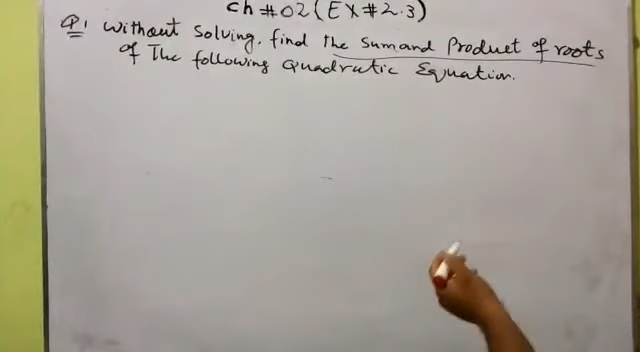 Ch #02 (EX #2.3)
Q1 Without Solving, find the Sum and Product of roots
of The following Quadratic Equation.